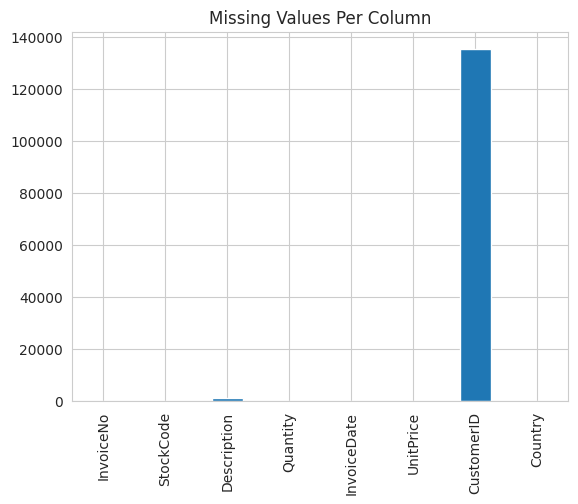 Missing Values Per Column
140000
120000
100000
80000
60000
40000
20000
0
InvoiceNo
StockCode
Description
Quantity
InvoiceDate
UnitPrice
CustomerID
Country